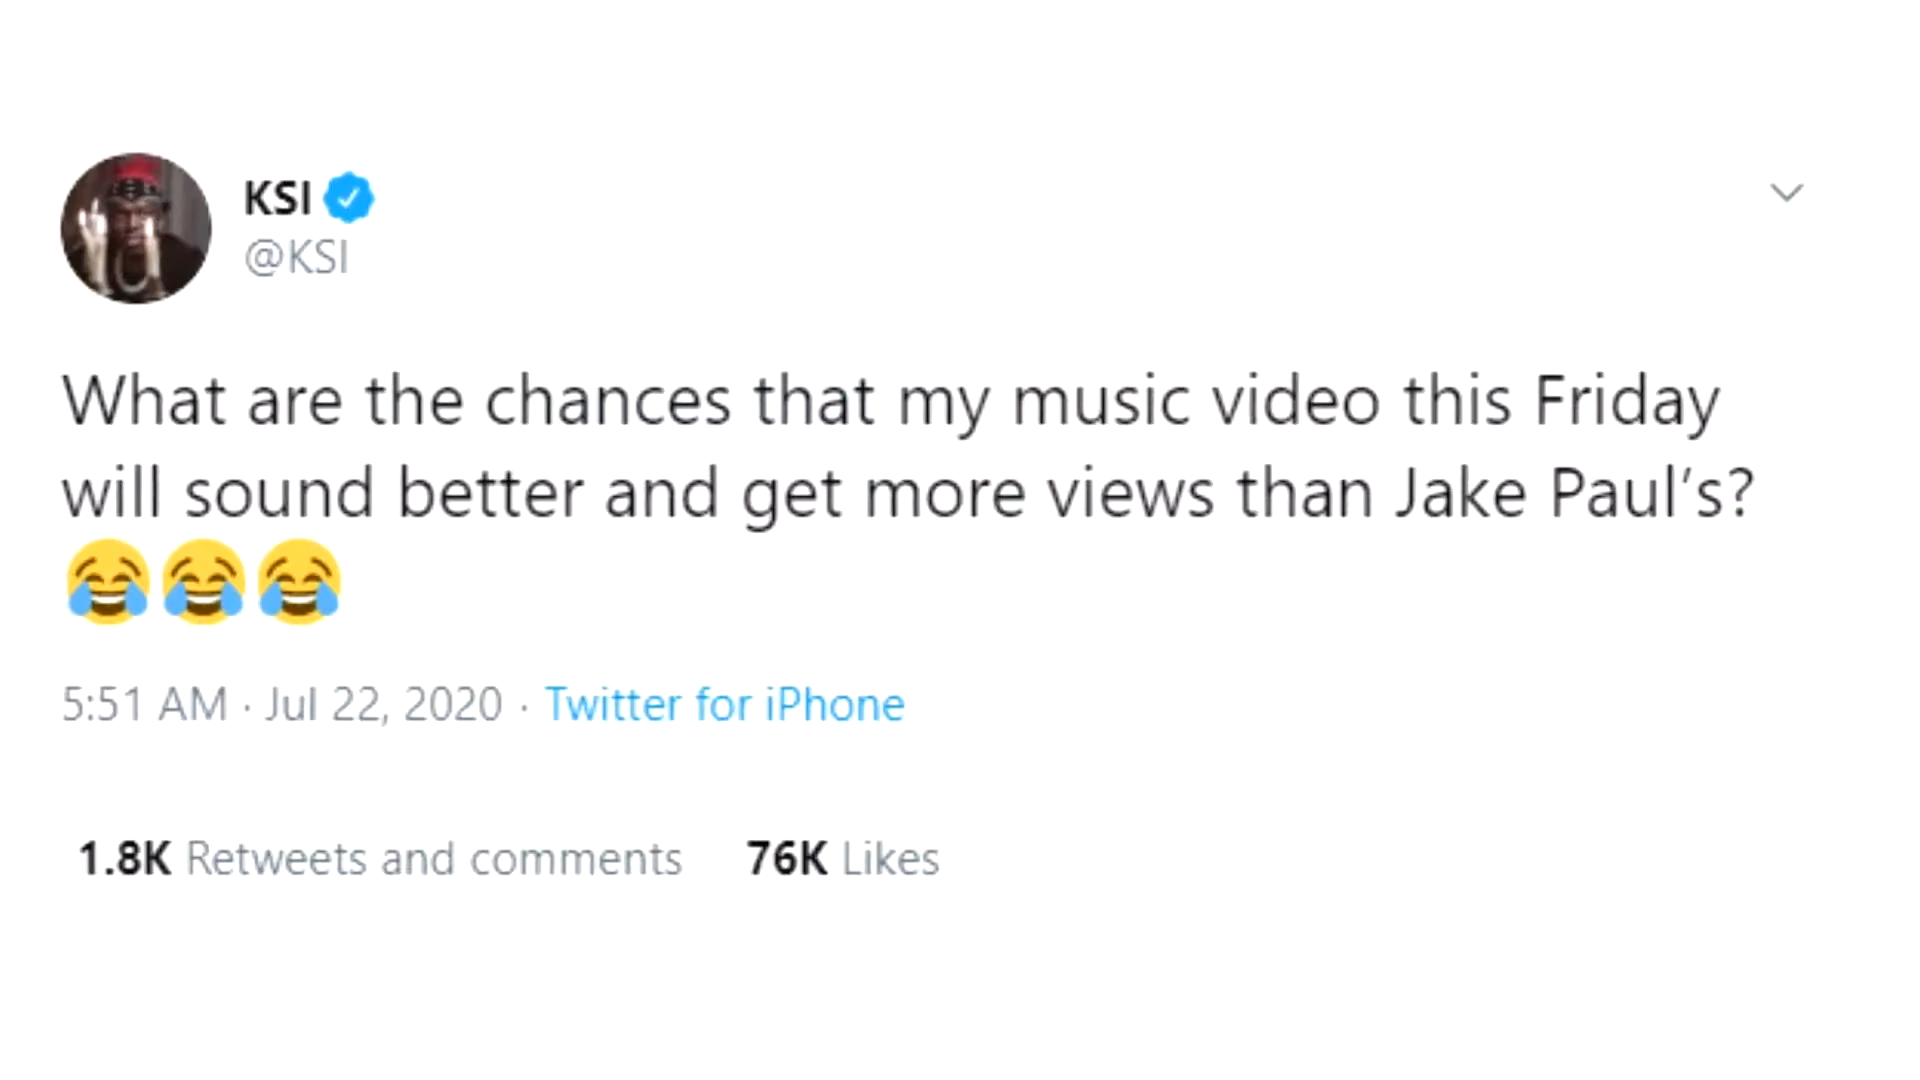 KSI
@KSI
What are the chances that my music video this Friday
will sound better and get more views than Jake Paul's?
😂😂😂
5:51 AM · Jul 22, 2020 · Twitter for iPhone
1.8K Retweets and comments 76K Likes